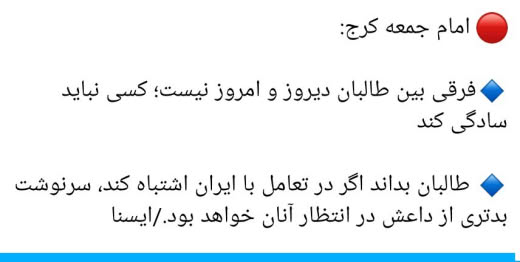 امام جمعه کرج:
فرقی بین طالبان دیروز و امروز نیست؛ کسی نباید
سادگی کند
طالبان بداند اگر در تعامل با ایران اشتباه کند، سرنوشت
بدتری از داعش در انتظار آنان خواهد بود./ایسنا